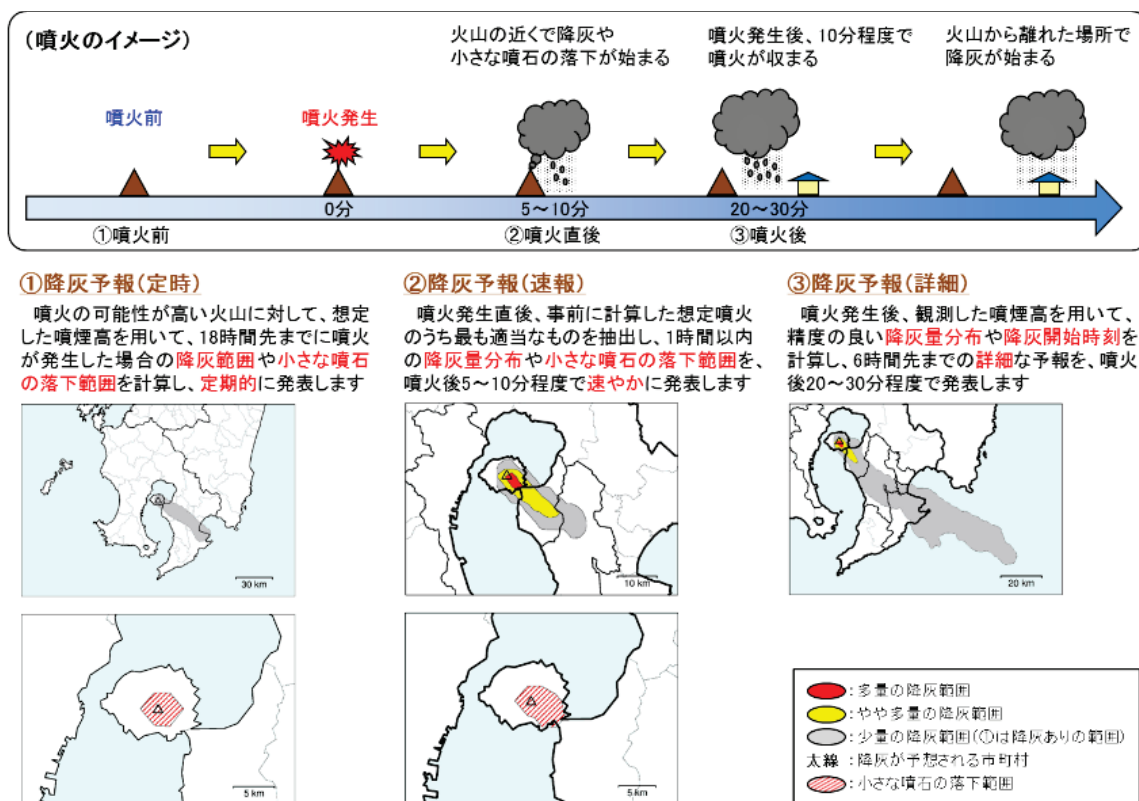 (噴火のイメージ)
火山の近くで降灰や
小さな噴石の落下が始まる
噴火発生後、10分程度で
噴火が収まる
火山から離れた場所で
降灰が始まる
噴火前
噴火発生
0分
5～10分
20～30分
①噴火前
②噴火直後
③噴火後
①降灰予報(定時)
噴火の可能性が高い火山に対して、想定
した噴煙高を用いて、18時間先までに噴火
が発生した場合の降灰範囲や小さな噴石
の落下範囲を計算し、定期的に発表します
30 km
5 km
②降灰予報(速報)
噴火発生直後、事前に計算した想定噴火
のうち最も適当なものを抽出し、1時間以内
の降灰量分布や小さな噴石の落下範囲を、
噴火後5～10分程度で速やかに発表します
10 km
5 km
③降灰予報(詳細)
噴火発生後、観測した噴煙高を用いて、
精度の良い降灰量分布や降灰開始時刻を
計算し、6時間先までの詳細な予報を、噴火
後20～30分程度で発表します
20 km
:多量の降灰範囲
:やや多量の降灰範囲
:少量の降灰範囲(①は降灰ありの範囲)
太線:降灰が予想される市町村
:小さな噴石の落下範囲